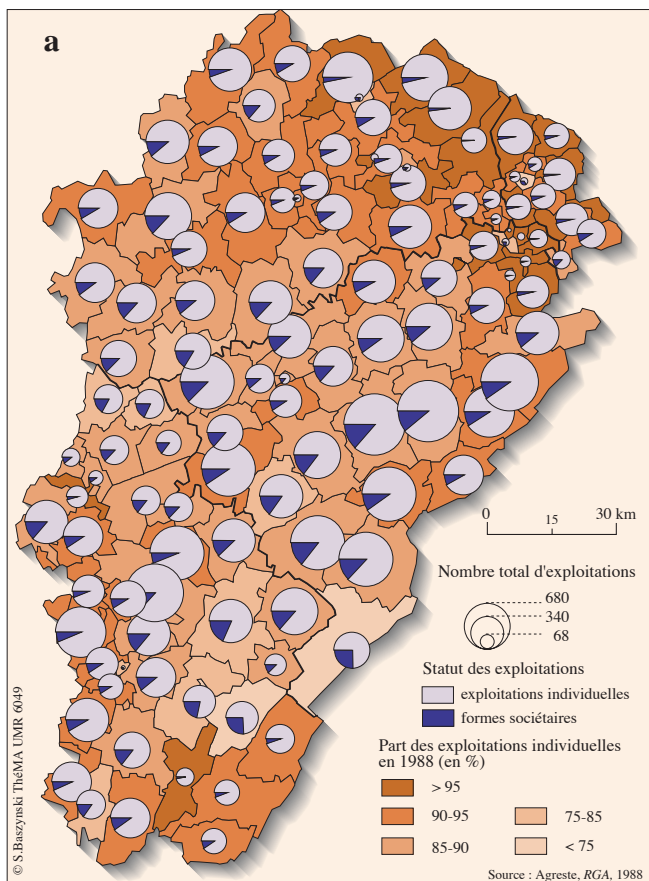 a
0
15
30 km
Nombre total d'exploitations
680
340
68
Statut des exploitations
exploitations individuelles
formes sociétaires
Part des exploitations individuelles
en 1988 (en %)
> 95
90-95
85-90
75-85
< 75
© S.Baszynski ThéMA UMR 6049
Source : Agreste, RGA, 1988